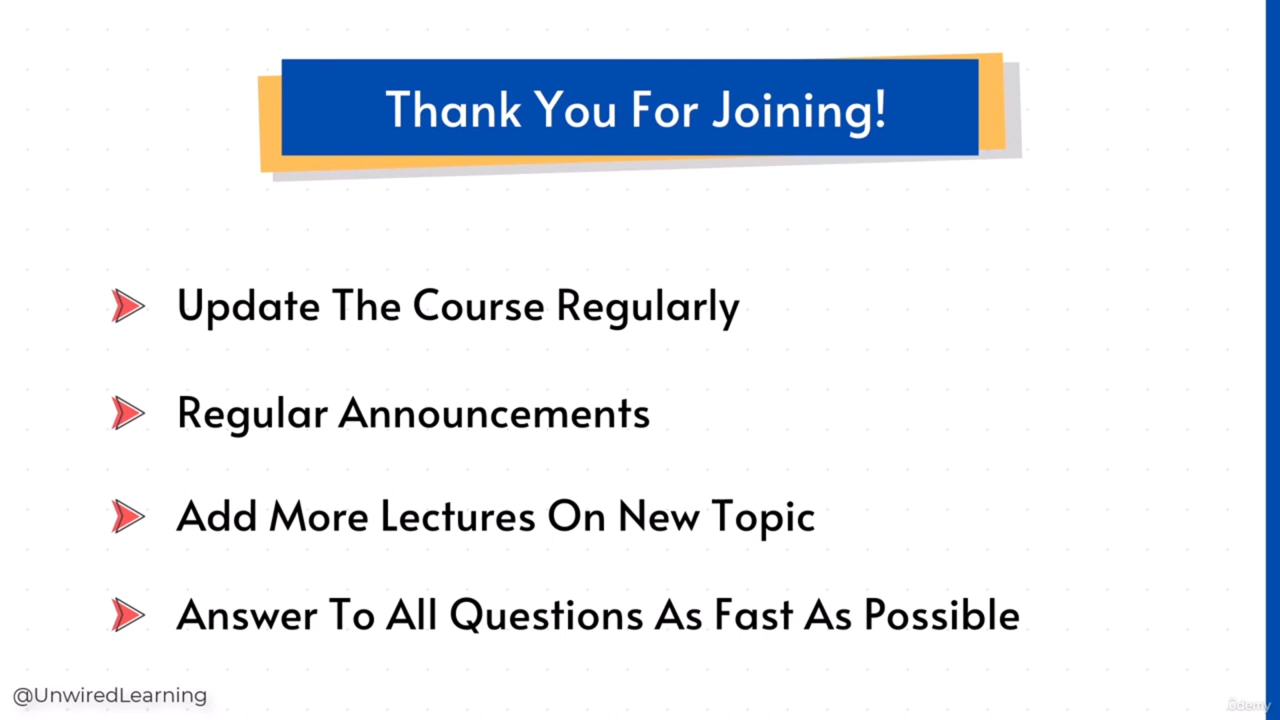 Thank You For Joining!
Update The Course Regularly
Regular Announcements
Add More Lectures On New Topic
Answer To All Questions As Fast As Possible
@UnwiredLearning
ûdemy